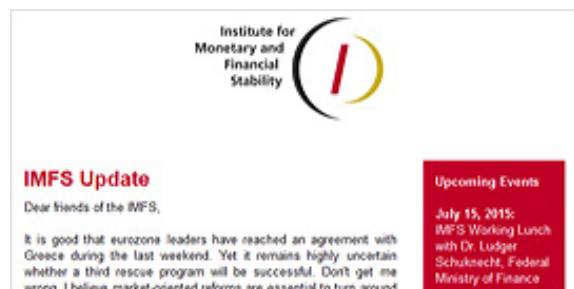 Institute for
Monetary and
Financial
Stability
IMFS Update
Dear friends of the IMFS,
It is good that eurozone leaders have reached an agreement with
Greece during the last weekend. Yet it remains highly uncertain
whether a third rescue program will be successful. Don't get me
wrong, I believe market-oriented reforms are essential to turn around
Upcoming Events
July 15, 2015:
IMFS Working Lunch
with Dr. Ludger
Schuknecht, Federal
Ministry of Finance